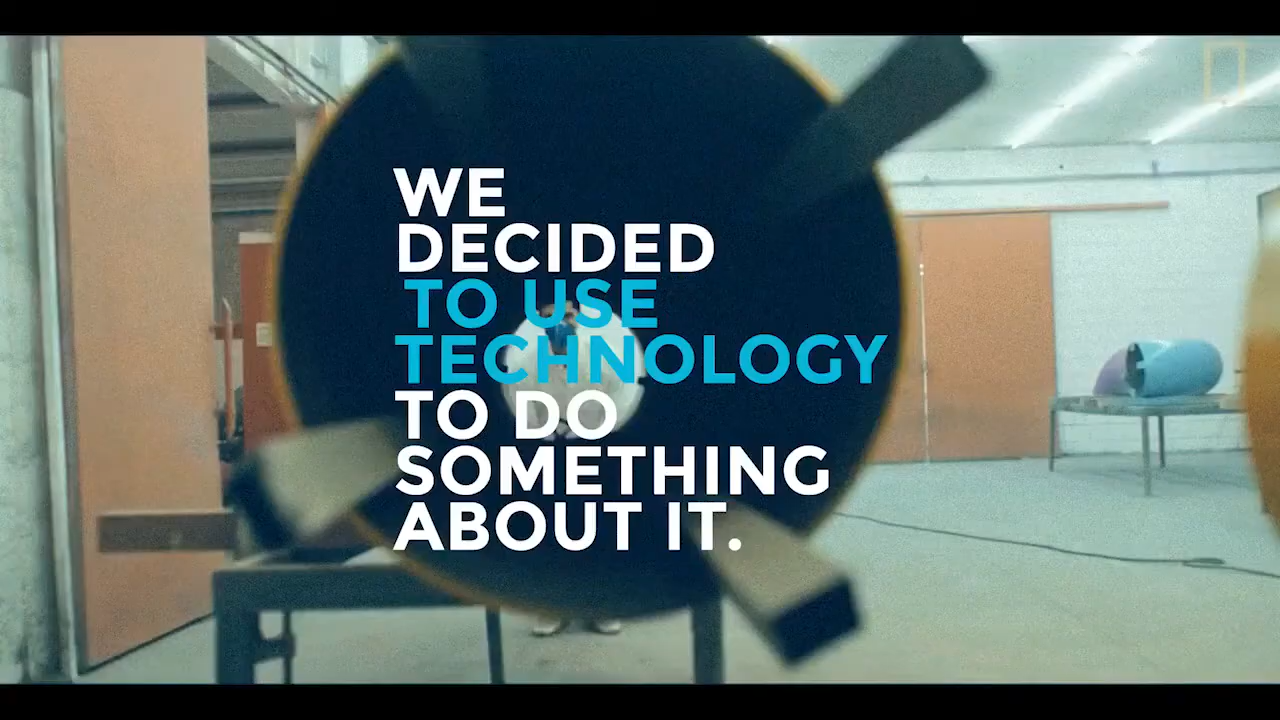 WE
DECIDED
TO USE
TECHNOLOGY
TO DO
SOMETHING
ABOUT IT.